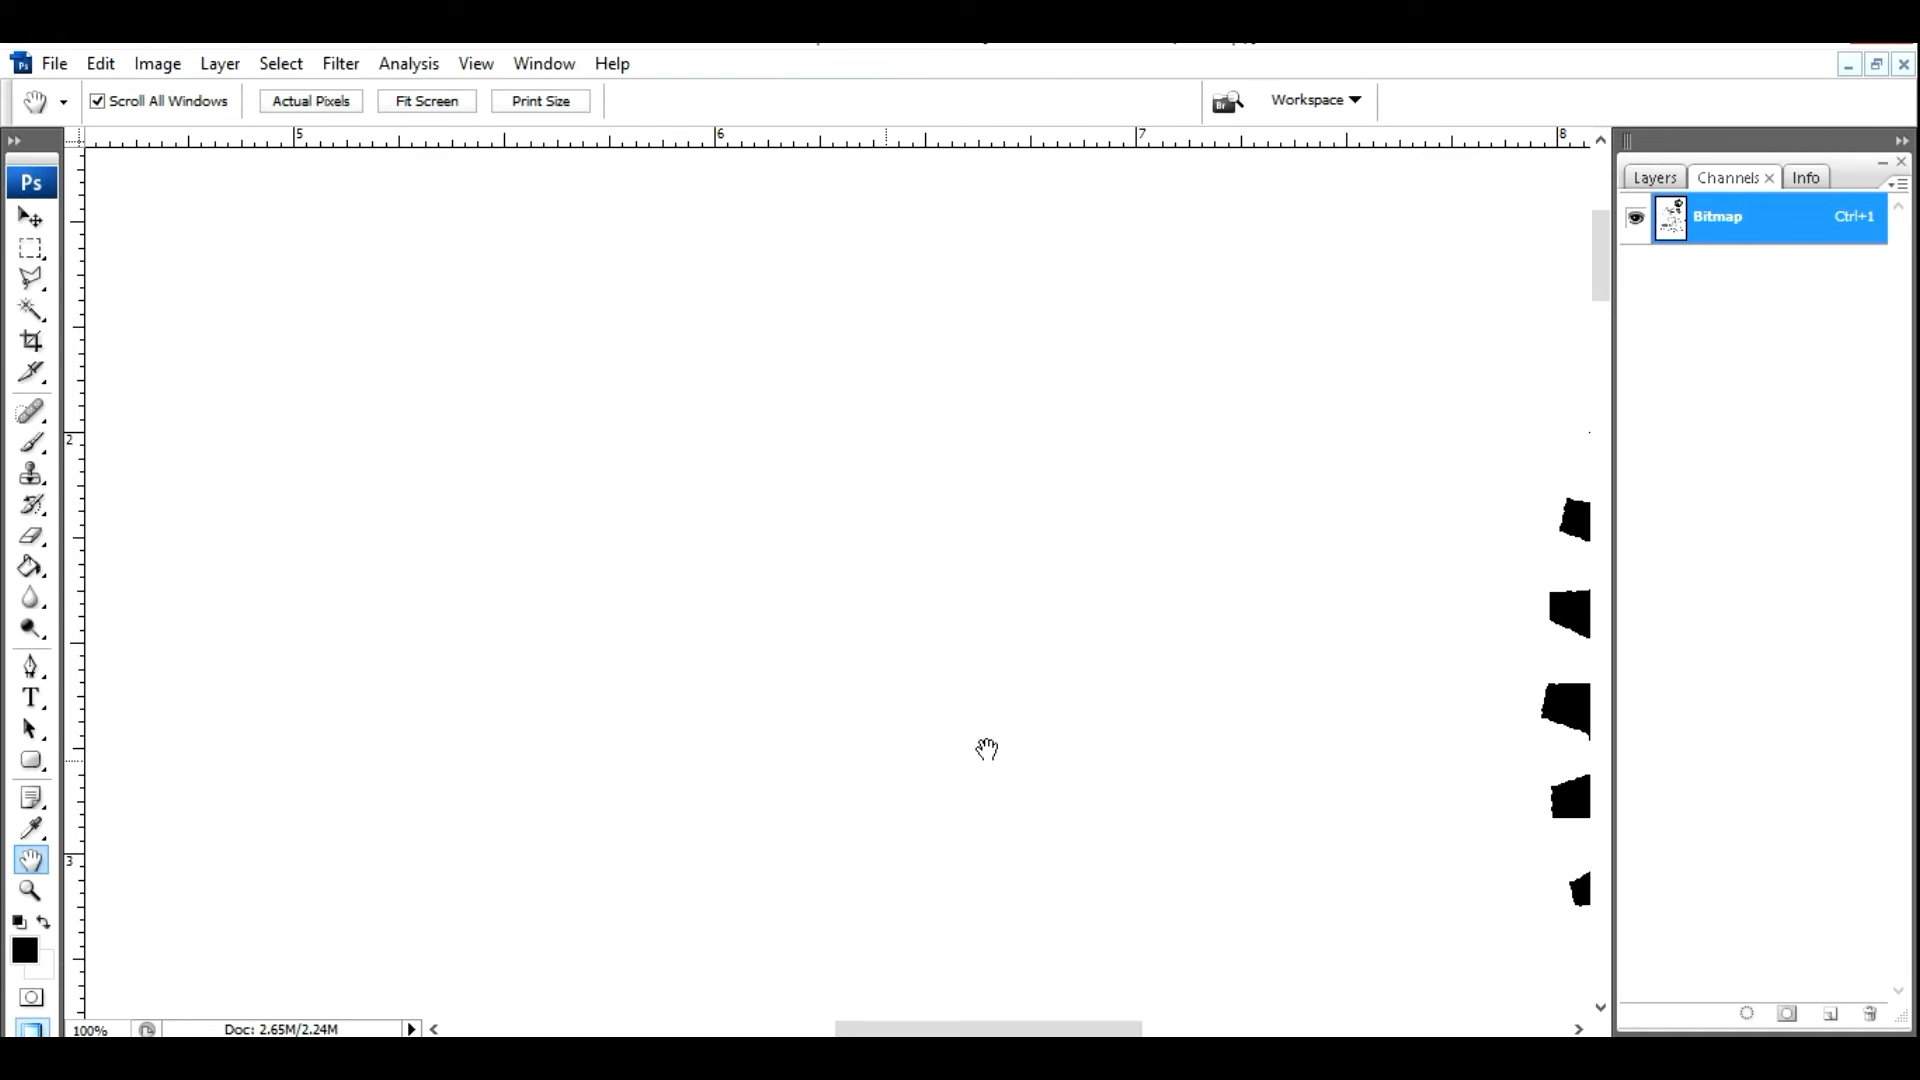 Ps File Edit Image Layer Select Filter Analysis View Window Help
Scroll All Windows Actual Pixels Fit Screen Print Size Br Workspace
5 6 7 8
Ps
Layers Channels Info
Bitmap Ctrl+1
2
T
3
100% Doc: 2.65M/2.24M